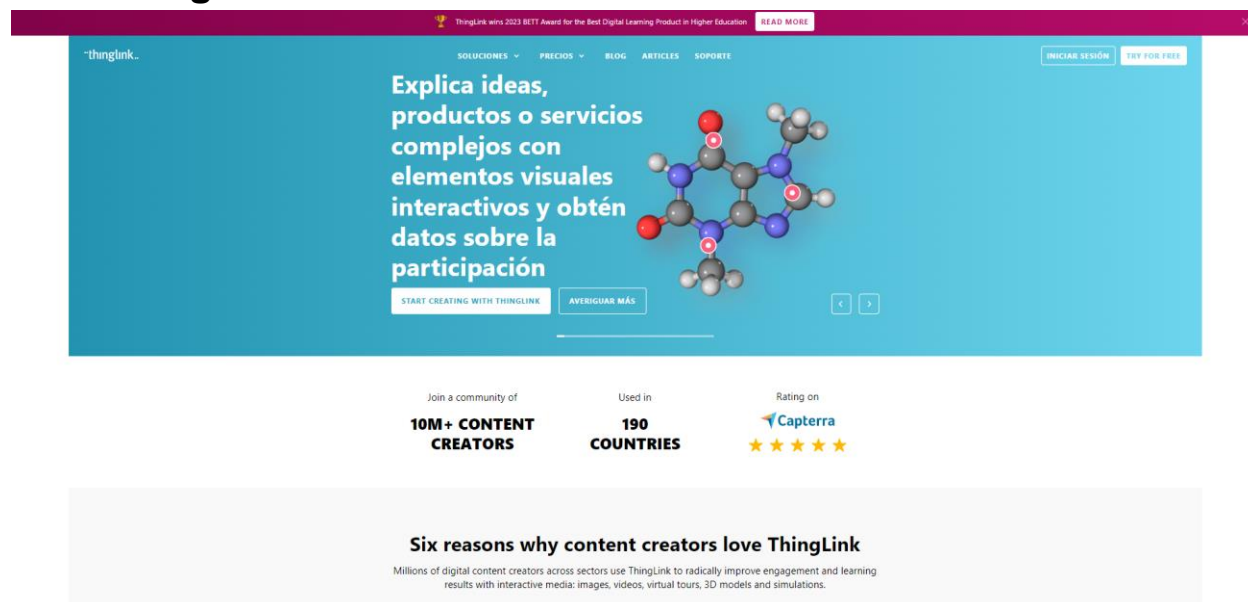 ThingLink wins 2023 BETT Award for the Best Digital Learning Product in Higher Education READ MORE
thinglink..
SOLUCIONES PRECIOS BLOG ARTICLES SOPORTE
INICIAR SESIÓN TRY FOR FREE
Explica ideas,
productos o servicios
complejos con
elementos visuales
interactivos y obtén
datos sobre la
participación
START CREATING WITH THINGLINK AVERIGUAR MÁS
Join a community of
10M+ CONTENT
CREATORS
Used in
190
COUNTRIES
Rating on
Capterra
Six reasons why content creators love ThingLink
Millions of digital content creators across sectors use ThingLink to radically improve engagement and learning
results with interactive media: images, videos, virtual tours, 3D models and simulations.